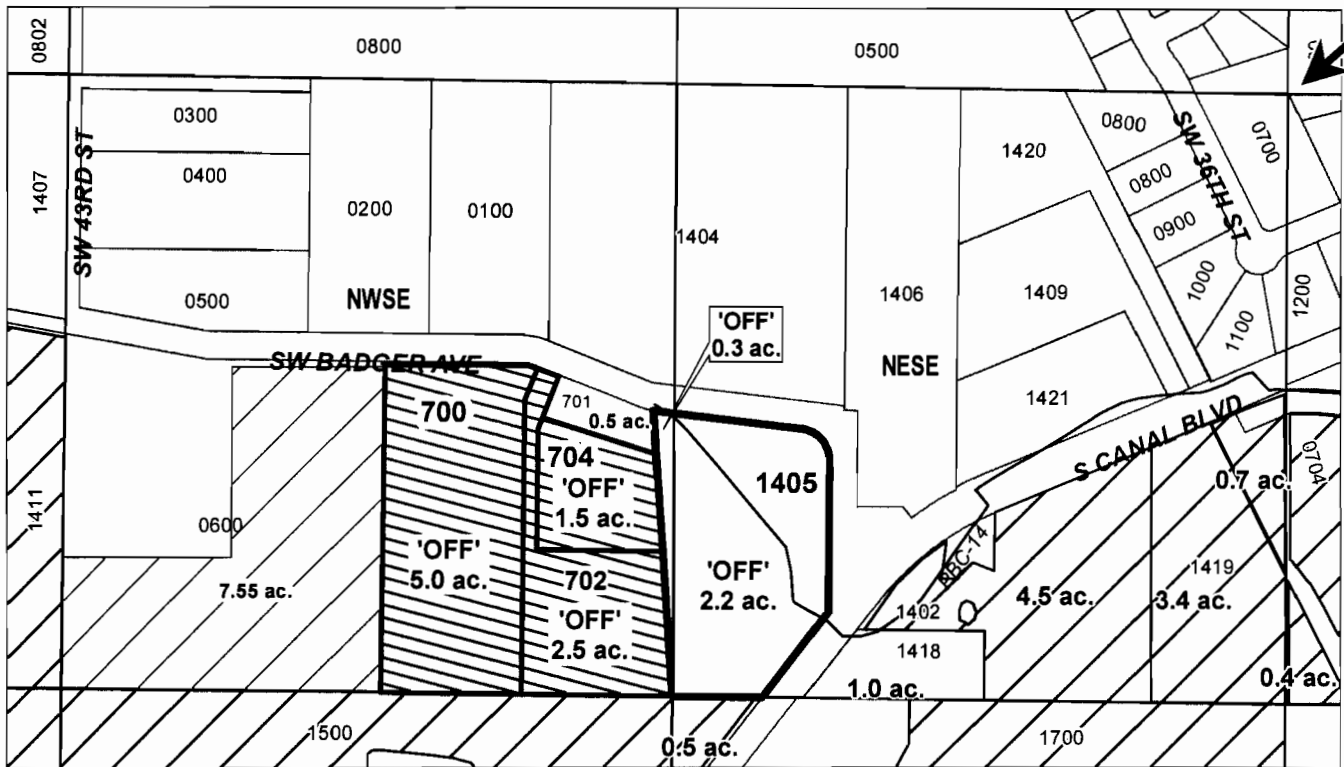 0802
0800
0500
SW 43RD ST
1407
0300
0400
0500
0200
0100
NWSE
1404
1406
NESE
1420
1409
1421
0800
0800
0900
1000
1100
1200
0700
SW 36TH ST
'OFF'
0.3 ac.
SW BADGER AVE
S CANAL BLVD
1411
0600
7.55 ac.
700
'OFF'
5.0 ac.
701
0.5 ac.
704
'OFF'
1.5 ac.
702
'OFF'
2.5 ac.
1405
'OFF'
2.2 ac.
1402
1418
1.0 ac.
4.5 ac.
1419
3.4 ac.
0.7 ac.
0704
0.4 ac.
1500
0.5 ac.
1700